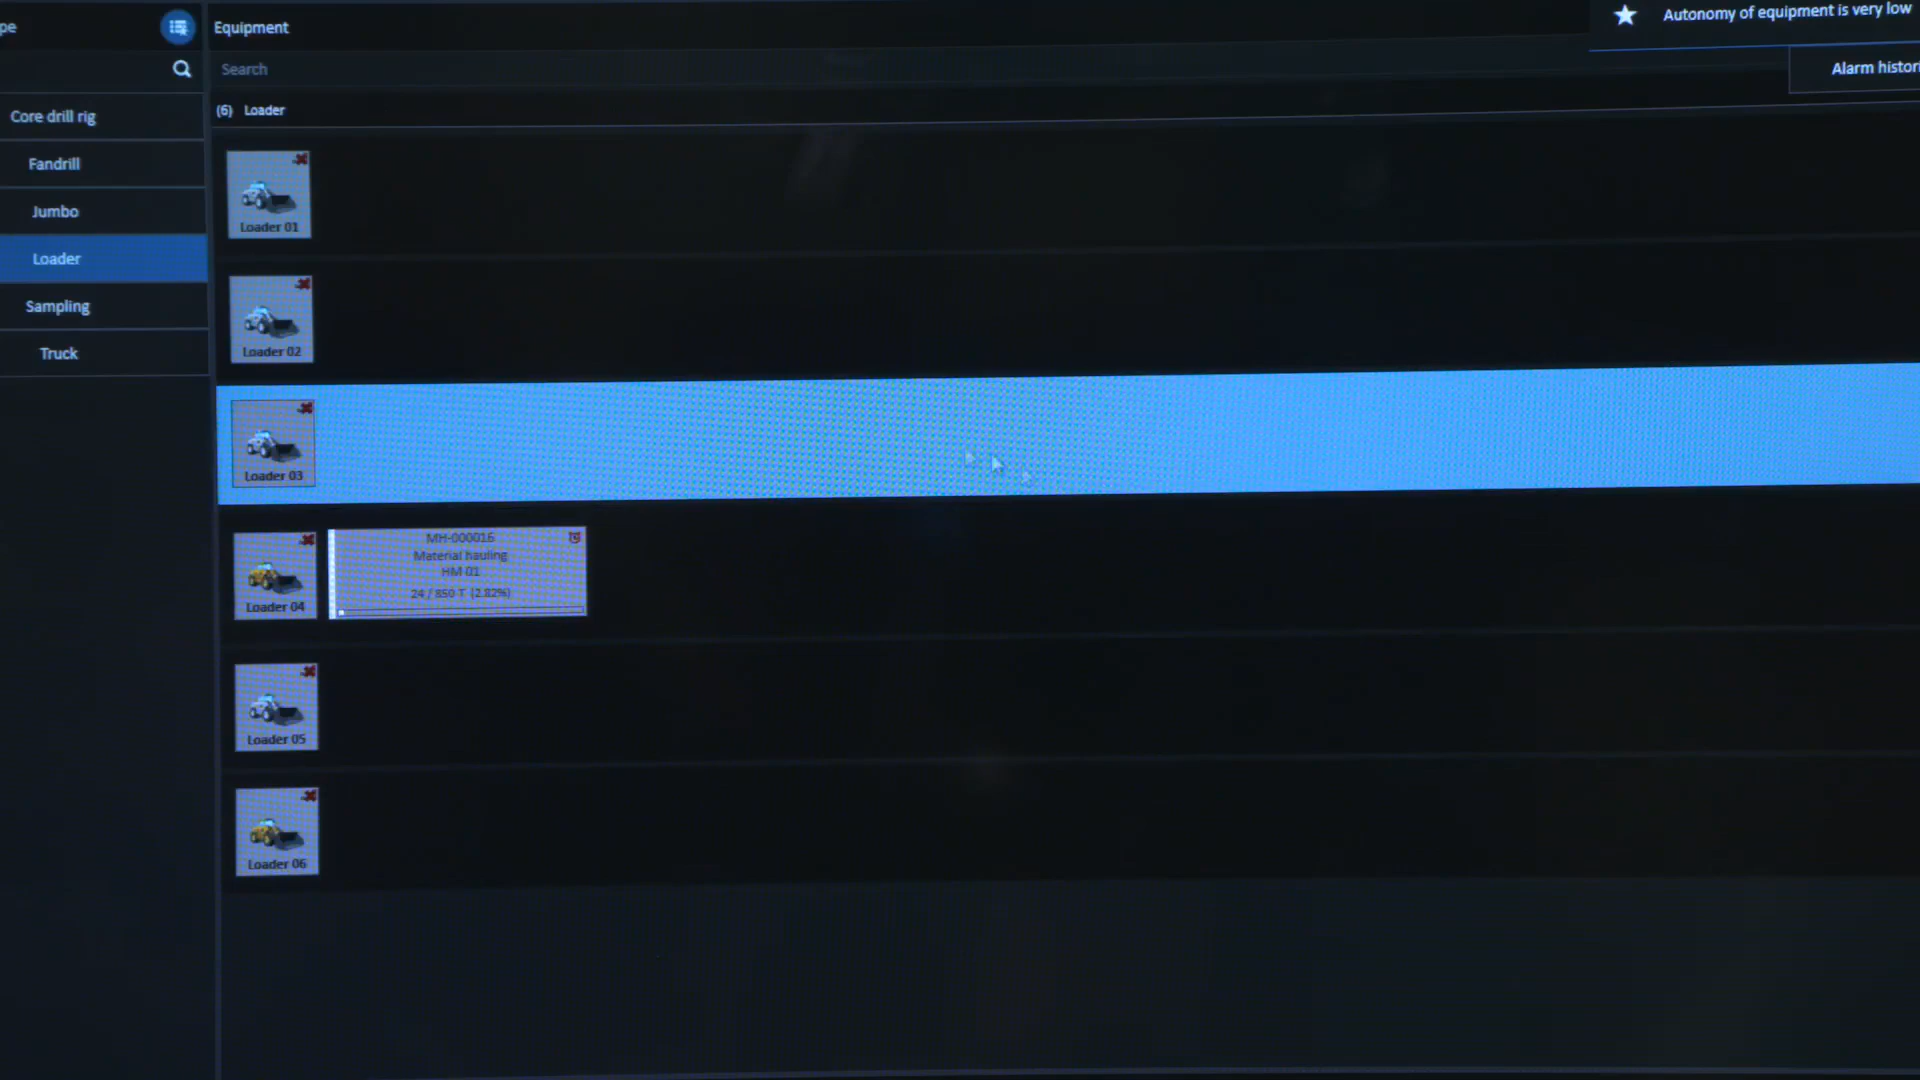 pe
Equipment
Autonomy of equipment is very low
Search
Alarm histori
(6) Loader
Core drill rig
Fandrill
Jumbo
Loader
Sampling
Truck
Loader 01
Loader 02
Loader 03
Loader 04
MH-000016
Material hauling
HM 01
24 / 850 T (2.82%)
Loader 05
Loader 06